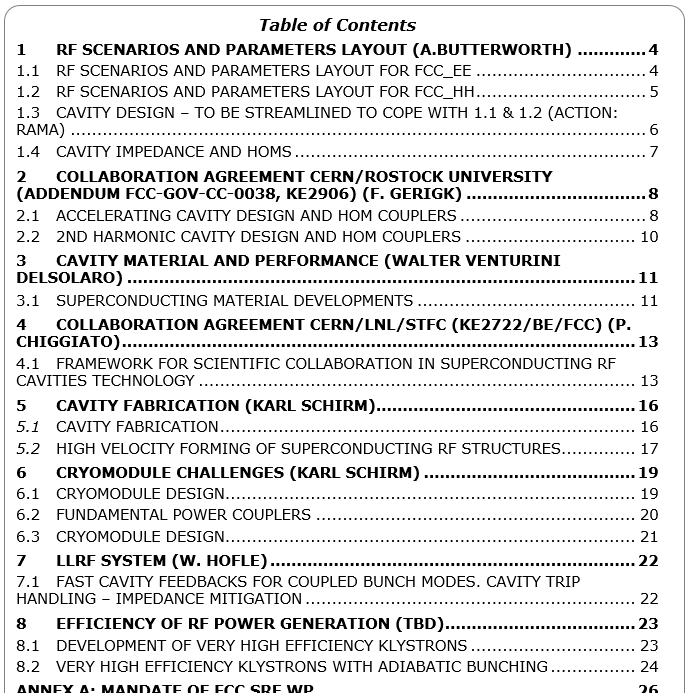 Table of Contents
1 RF SCENARIOS AND PARAMETERS LAYOUT (A.BUTTERWORTH) .............4
1.1 RF SCENARIOS AND PARAMETERS LAYOUT FOR FCC_EE ................................ 4
1.2 RF SCENARIOS AND PARAMETERS LAYOUT FOR FCC_HH................................ 5
1.3 CAVITY DESIGN – TO BE STREAMLINED TO COPE WITH 1.1 & 1.2 (ACTION:
RAMA) ................................................................................................ 6
1.4 CAVITY IMPEDANCE AND HOMS ............................................................ 7
2 COLLABORATION AGREEMENT CERN/ROSTOCK UNIVERSITY
(ADDENDUM FCC-GOV-CC-0038, KE2906) (F. GERIGK) ..................................8
2.1 ACCELERATING CAVITY DESIGN AND HOM COUPLERS .................................. 8
2.2 2ND HARMONIC CAVITY DESIGN AND HOM COUPLERS ................................ 10
3 CAVITY MATERIAL AND PERFORMANCE (WALTER VENTURINI
DELSOLARO) ................................................................................................11
3.1 SUPERCONDUCTING MATERIAL DEVELOPMENTS ........................................ 11
4 COLLABORATION AGREEMENT CERN/LNL/STFC (KE2722/BE/FCC) (P.
CHIGGIATO)................................................................................................13
4.1 FRAMEWORK FOR SCIENTIFIC COLLABORATION IN SUPERCONDUCTING RF
CAVITIES TECHNOLOGY ................................................................................ 13
5 CAVITY FABRICATION (KARL SCHIRM)..................................................16
5.1 CAVITY FABRICATION................................................................................ 16
5.2 HIGH VELOCITY FORMING OF SUPERCONDUCTING RF STRUCTURES.............. 17
6 CRYOMODULE CHALLENGES (KARL SCHIRM) ........................................19
6.1 CRYOMODULE DESIGN................................................................................ 19
6.2 FUNDAMENTAL POWER COUPLERS ............................................................ 20
6.3 CRYOMODULE DESIGN................................................................................ 21
7 LLRF SYSTEM (W. HOFLE)......................................................................22
7.1 FAST CAVITY FEEDBACKS FOR COUPLED BUNCH MODES. CAVITY TRIP
HANDLING – IMPEDANCE MITIGATION ............................................................ 22
8 EFFICIENCY OF RF POWER GENERATION (TBD)....................................23
8.1 DEVELOPMENT OF VERY HIGH EFFICIENCY KLYSTRONS ................................ 23
8.2 VERY HIGH EFFICIENCY KLYSTRONS WITH ADIABATIC BUNCHING................ 24
ANNEX A: MANDATE OF FCC SRF WP............................................................26